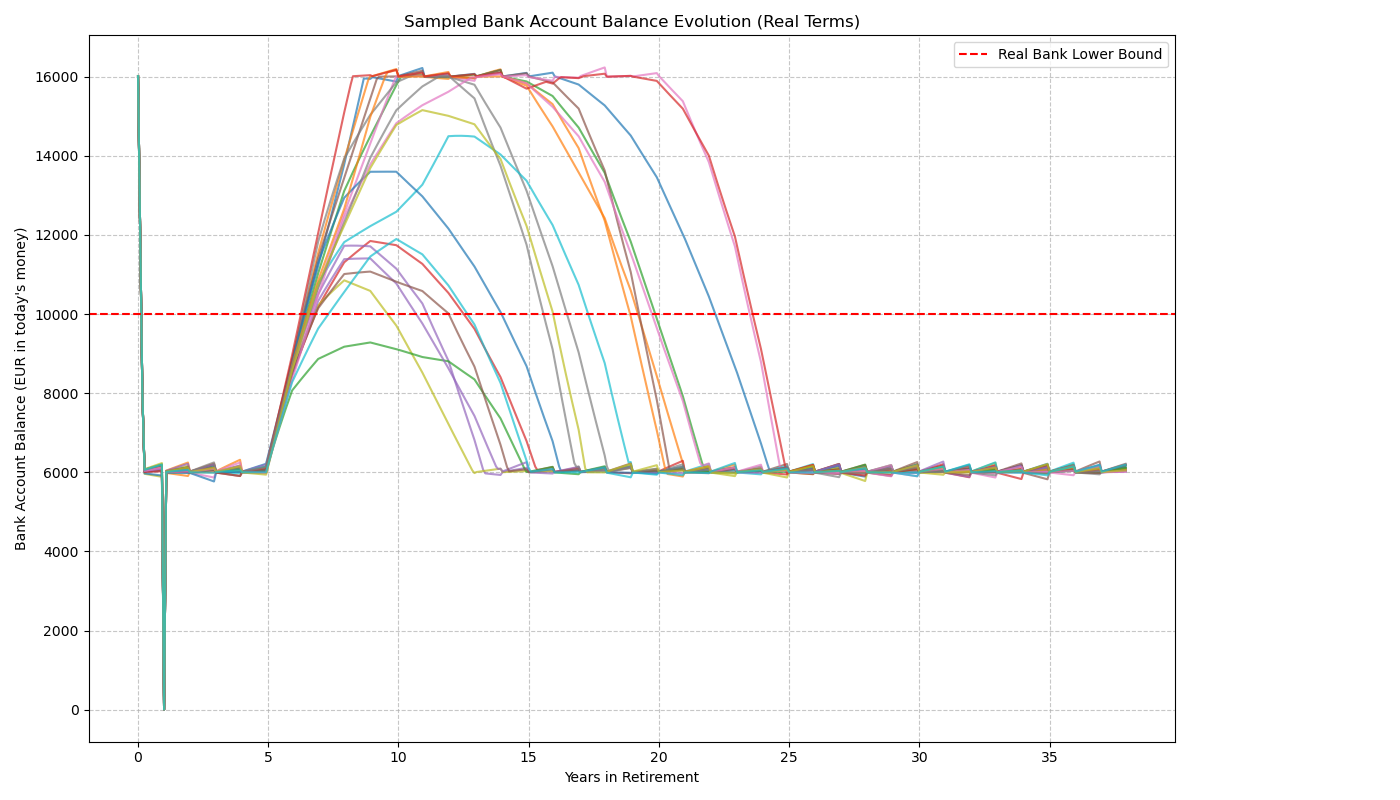 Sampled Bank Account Balance Evolution (Real Terms)
Real Bank Lower Bound
Bank Account Balance (EUR in today's money)
16000
14000
12000
10000
8000
6000
4000
2000
0
0 5 10 15 20 25 30 35
Years in Retirement